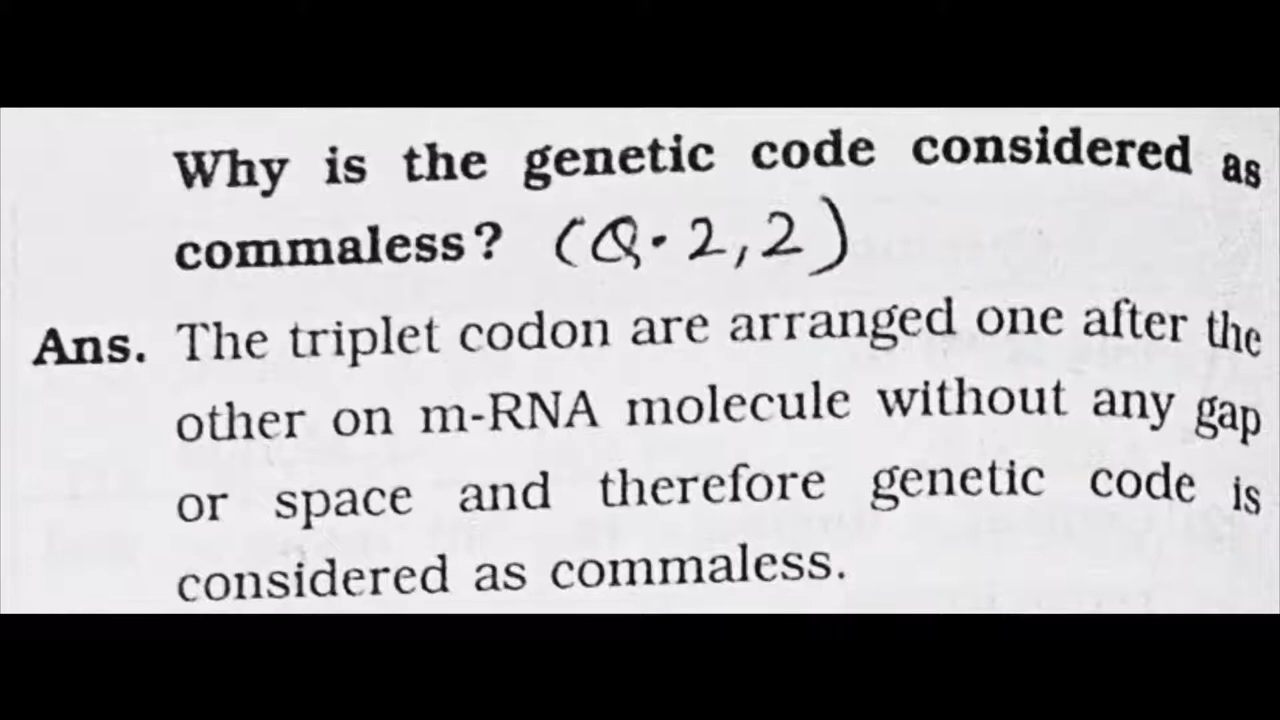 Why is the genetic code considered as
commaless? (Q. 2,2)
Ans. The triplet codon are arranged one after the
other on m-RNA molecule without any gap
or space and therefore genetic code is
considered as commaless.